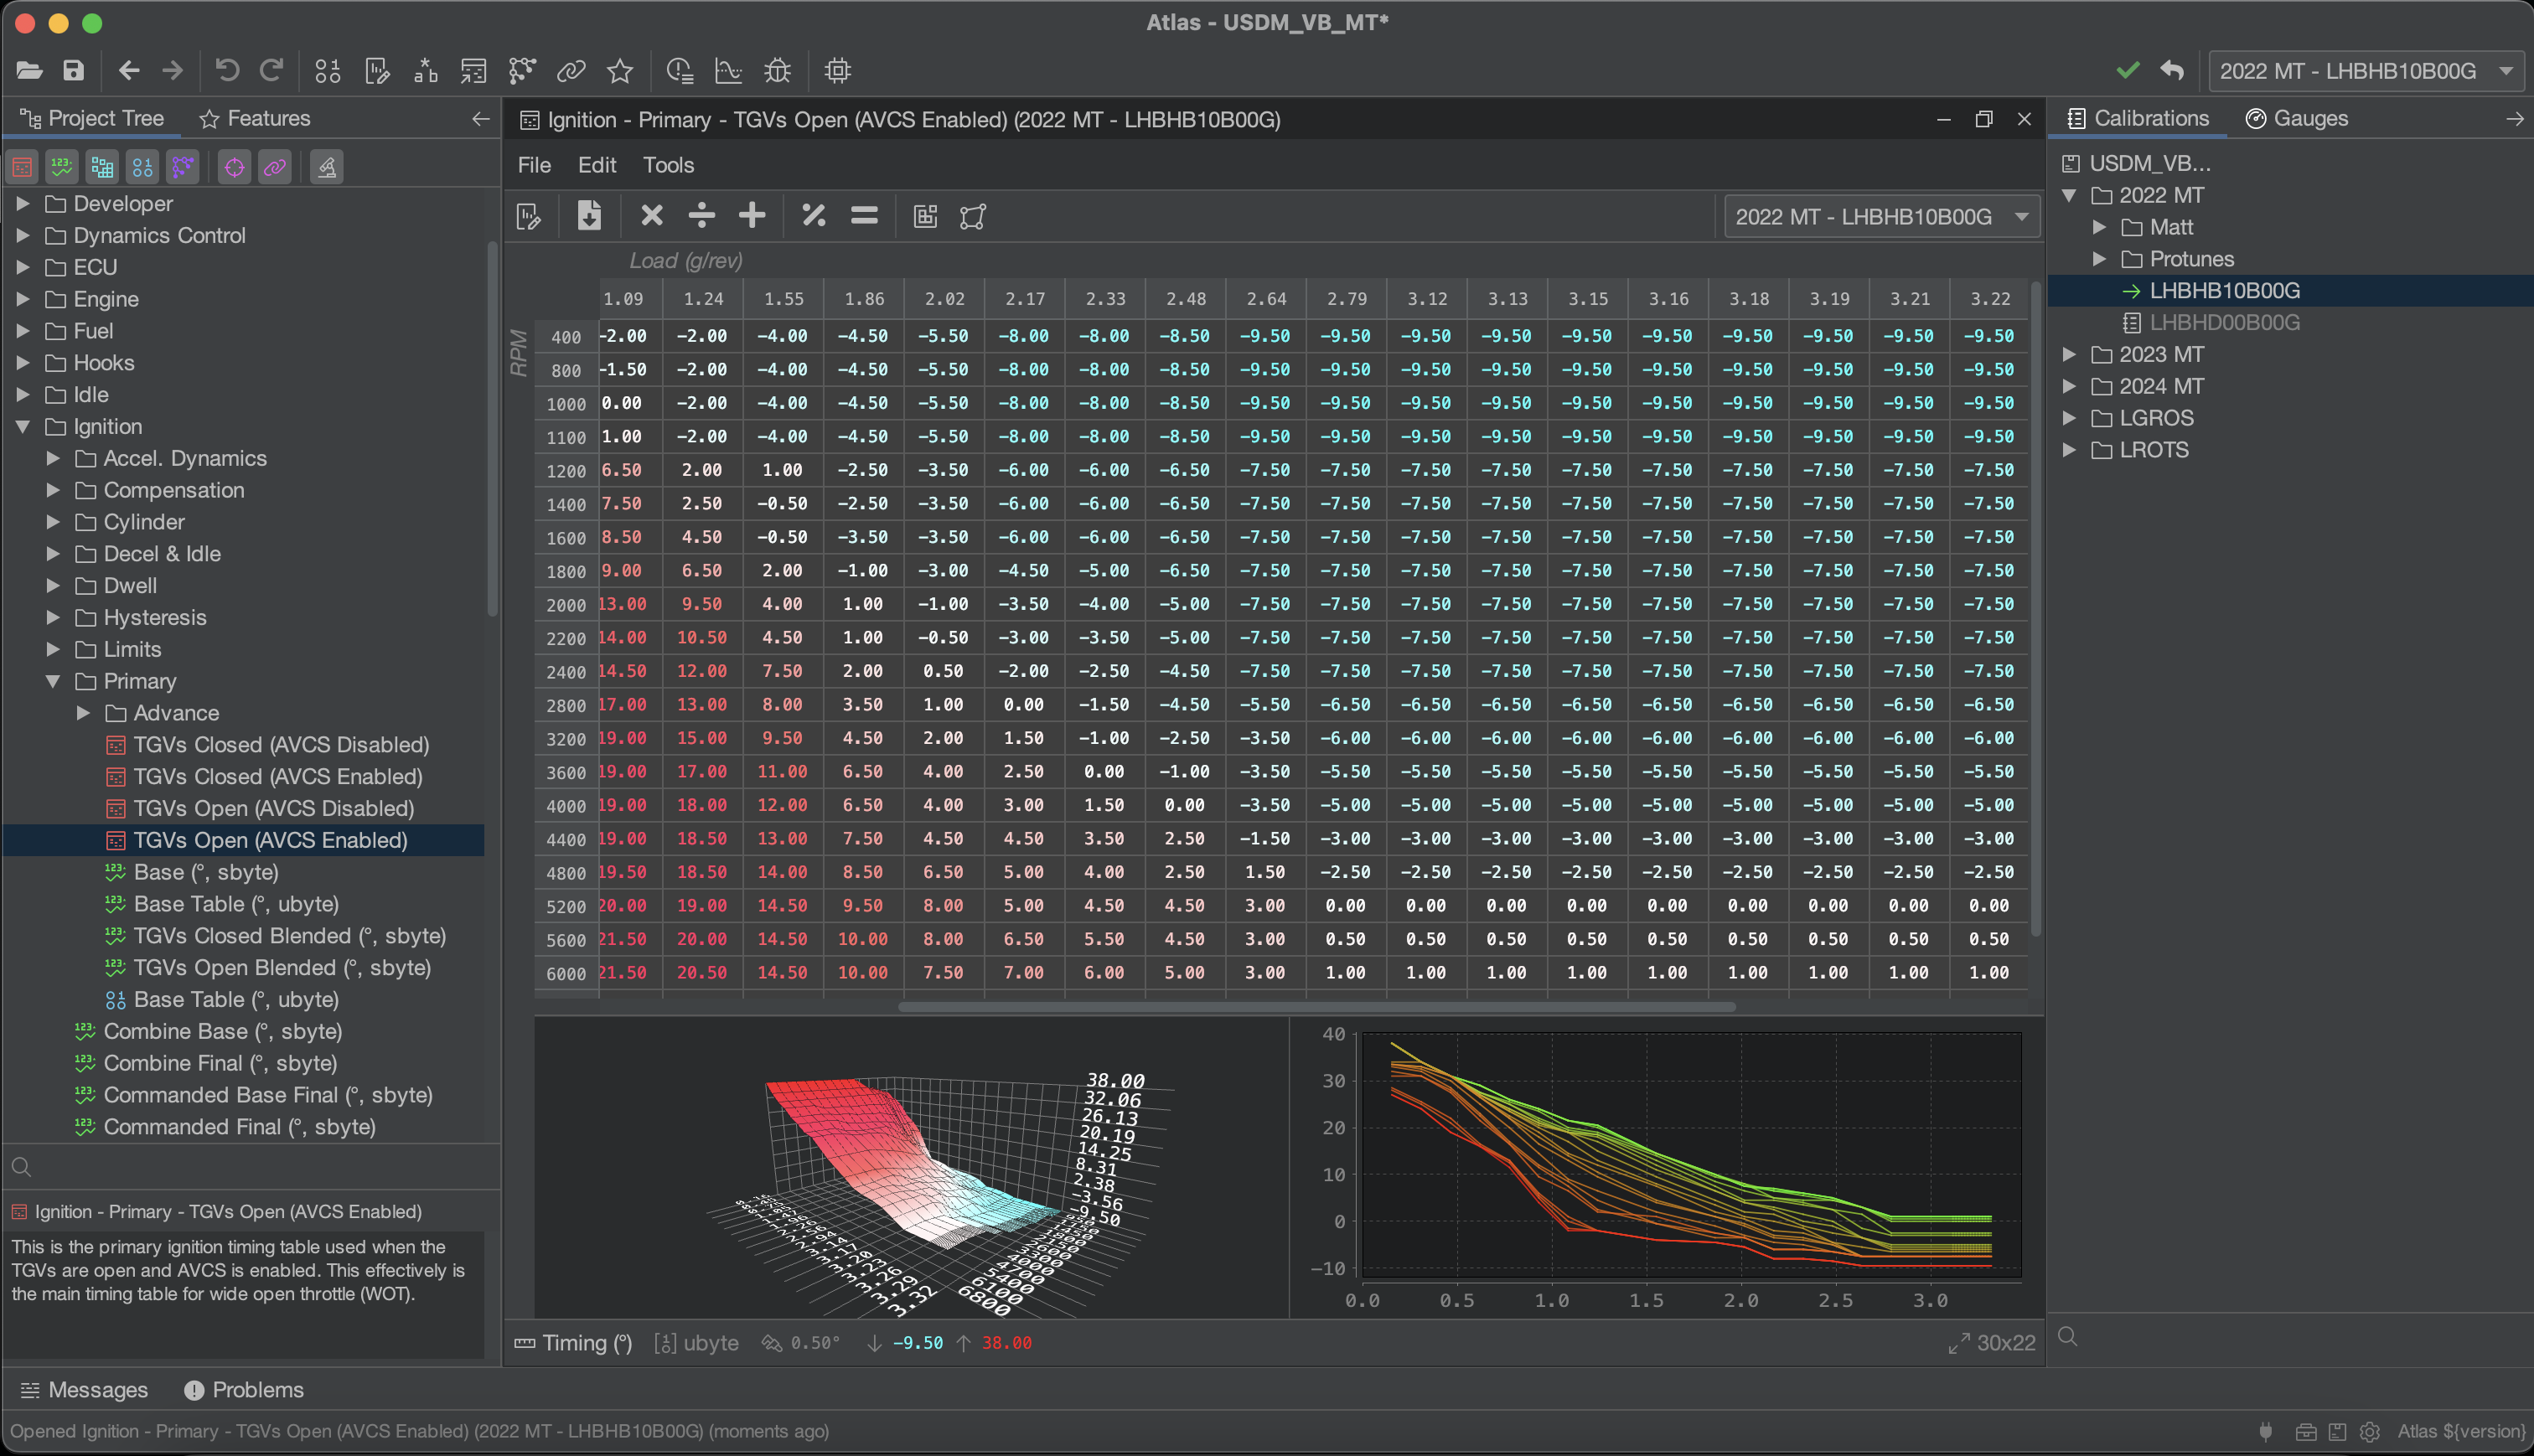 Atlas - USDM_VB_MT*
2022 MT - LHBHB10B00G
Project Tree
Features
Developer
Dynamics Control
ECU
Engine
Fuel
Hooks
Idle
Ignition
Accel. Dynamics
Compensation
Cylinder
Decel & Idle
Dwell
Hysteresis
Limits
Primary
Advance
TGVs Closed (AVCS Disabled)
TGVs Closed (AVCS Enabled)
TGVs Open (AVCS Disabled)
TGVs Open (AVCS Enabled)
Base (°, sbyte)
Base Table (°, ubyte)
TGVs Closed Blended (°, sbyte)
TGVs Open Blended (°, sbyte)
Base Table (°, ubyte)
Combine Base (°, sbyte)
Combine Final (°, sbyte)
Commanded Base Final (°, sbyte)
Commanded Final (°, sbyte)
Ignition - Primary - TGVs Open (AVCS Enabled)
This is the primary ignition timing table used when the
TGVs are open and AVCS is enabled. This effectively is
the main timing table for wide open throttle (WOT).
Ignition - Primary - TGVs Open (AVCS Enabled) (2022 MT - LHBHB10B00G)
File Edit Tools
2022 MT - LHBHB10B00G
Load (g/rev)
RPM
1.09 1.24 1.55 1.86 2.02 2.17 2.33 2.48 2.64 2.79 3.12 3.13 3.15 3.16 3.18 3.19 3.21 3.22
400 -2.00 -2.00 -4.00 -4.50 -5.50 -8.00 -8.00 -8.50 -9.50 -9.50 -9.50 -9.50 -9.50 -9.50 -9.50 -9.50 -9.50 -9.50
800 -1.50 -2.00 -4.00 -4.50 -5.50 -8.00 -8.00 -8.50 -9.50 -9.50 -9.50 -9.50 -9.50 -9.50 -9.50 -9.50 -9.50 -9.50
1000 0.00 -2.00 -4.00 -4.50 -5.50 -8.00 -8.00 -8.50 -9.50 -9.50 -9.50 -9.50 -9.50 -9.50 -9.50 -9.50 -9.50 -9.50
1100 1.00 -2.00 -4.00 -4.50 -5.50 -8.00 -8.00 -8.50 -9.50 -9.50 -9.50 -9.50 -9.50 -9.50 -9.50 -9.50 -9.50 -9.50
1200 6.50 2.00 1.00 -2.50 -3.50 -6.00 -6.00 -6.50 -7.50 -7.50 -7.50 -7.50 -7.50 -7.50 -7.50 -7.50 -7.50 -7.50
1400 7.50 2.50 -0.50 -2.50 -3.50 -6.00 -6.00 -6.50 -7.50 -7.50 -7.50 -7.50 -7.50 -7.50 -7.50 -7.50 -7.50 -7.50
1600 8.50 4.50 -0.50 -3.50 -3.50 -6.00 -6.00 -6.50 -7.50 -7.50 -7.50 -7.50 -7.50 -7.50 -7.50 -7.50 -7.50 -7.50
1800 9.00 6.50 2.00 -1.00 -3.00 -4.50 -5.00 -6.50 -7.50 -7.50 -7.50 -7.50 -7.50 -7.50 -7.50 -7.50 -7.50 -7.50
2000 13.00 9.50 4.00 1.00 -1.00 -3.50 -4.00 -5.00 -7.50 -7.50 -7.50 -7.50 -7.50 -7.50 -7.50 -7.50 -7.50 -7.50
2200 14.00 10.50 4.50 1.00 -0.50 -3.00 -3.50 -5.00 -7.50 -7.50 -7.50 -7.50 -7.50 -7.50 -7.50 -7.50 -7.50 -7.50
2400 14.50 12.00 7.50 2.00 0.50 -2.00 -2.50 -4.50 -7.50 -7.50 -7.50 -7.50 -7.50 -7.50 -7.50 -7.50 -7.50 -7.50
2800 17.00 13.00 8.00 3.50 1.00 0.00 -1.50 -4.50 -5.50 -6.50 -6.50 -6.50 -6.50 -6.50 -6.50 -6.50 -6.50 -6.50
3200 19.00 15.00 9.50 4.50 2.00 1.50 -1.00 -2.50 -3.50 -6.00 -6.00 -6.00 -6.00 -6.00 -6.00 -6.00 -6.00 -6.00
3600 19.00 17.00 11.00 6.50 4.00 2.50 0.00 -1.00 -3.50 -5.50 -5.50 -5.50 -5.50 -5.50 -5.50 -5.50 -5.50 -5.50
4000 19.00 18.00 12.00 6.50 4.00 3.00 1.50 0.00 -3.50 -5.00 -5.00 -5.00 -5.00 -5.00 -5.00 -5.00 -5.00 -5.00
4400 19.00 18.50 13.00 7.50 4.50 4.50 3.50 2.50 -1.50 -3.00 -3.00 -3.00 -3.00 -3.00 -3.00 -3.00 -3.00 -3.00
4800 19.50 18.50 14.00 8.50 6.50 5.00 4.00 2.50 1.50 -2.50 -2.50 -2.50 -2.50 -2.50 -2.50 -2.50 -2.50 -2.50
5200 20.00 19.00 14.50 9.50 8.00 5.00 4.50 4.50 3.00 0.00 0.00 0.00 0.00 0.00 0.00 0.00 0.00 0.00
5600 21.50 20.00 14.50 10.00 8.00 6.50 5.50 4.50 3.00 0.50 0.50 0.50 0.50 0.50 0.50 0.50 0.50 0.50
6000 21.50 20.50 14.50 10.00 7.50 7.00 6.00 5.00 3.00 1.00 1.00 1.00 1.00 1.00 1.00 1.00 1.00 1.00
38.00
32.06
26.13
20.19
14.25
8.31
2.38
-3.56
-9.50
3.29
3.32
3300
4000
4700
5400
6100
6800
40
30
20
10
0
-10
0.0 0.5 1.0 1.5 2.0 2.5 3.0
Timing (°) ubyte 0.50° -9.50 38.00
30x22
Calibrations
Gauges
USDM_VB...
2022 MT
Matt
Protunes
LHBHB10B00G
LHBHD00B00G
2023 MT
2024 MT
LGROS
LROTS
Messages
Problems
Opened Ignition - Primary - TGVs Open (AVCS Enabled) (2022 MT - LHBHB10B00G) (moments ago)
Atlas ${version}